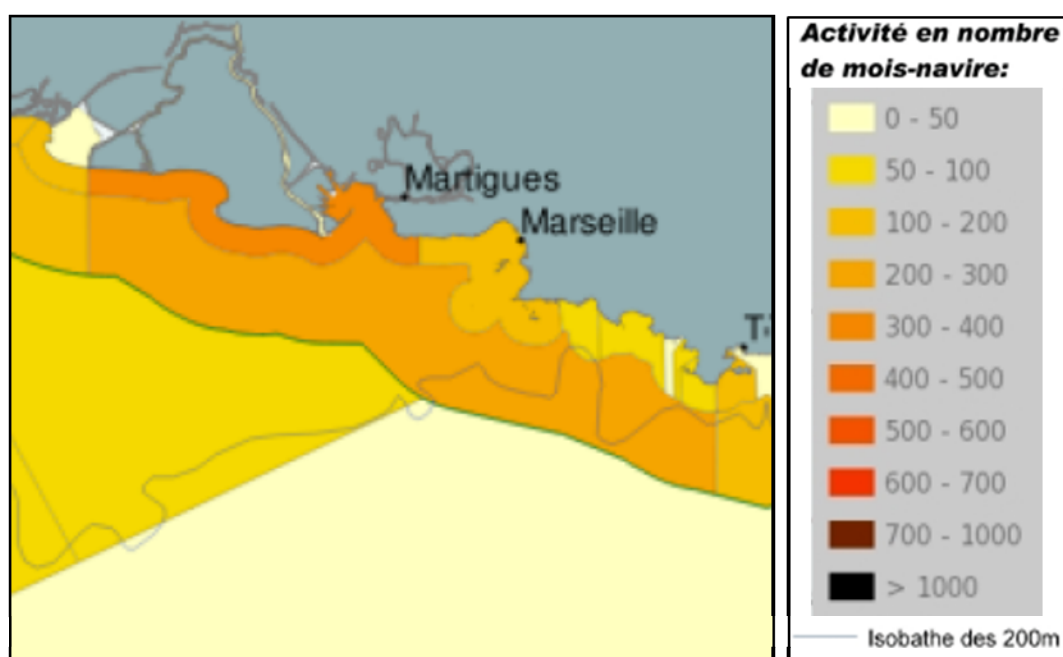 Martigues
Marseille
Activité en nombre
de mois-navire:
0 - 50
50 - 100
100 - 200
200 - 300
300 - 400
400 - 500
500 - 600
600 - 700
700 - 1000
> 1000
Isobathe des 200m